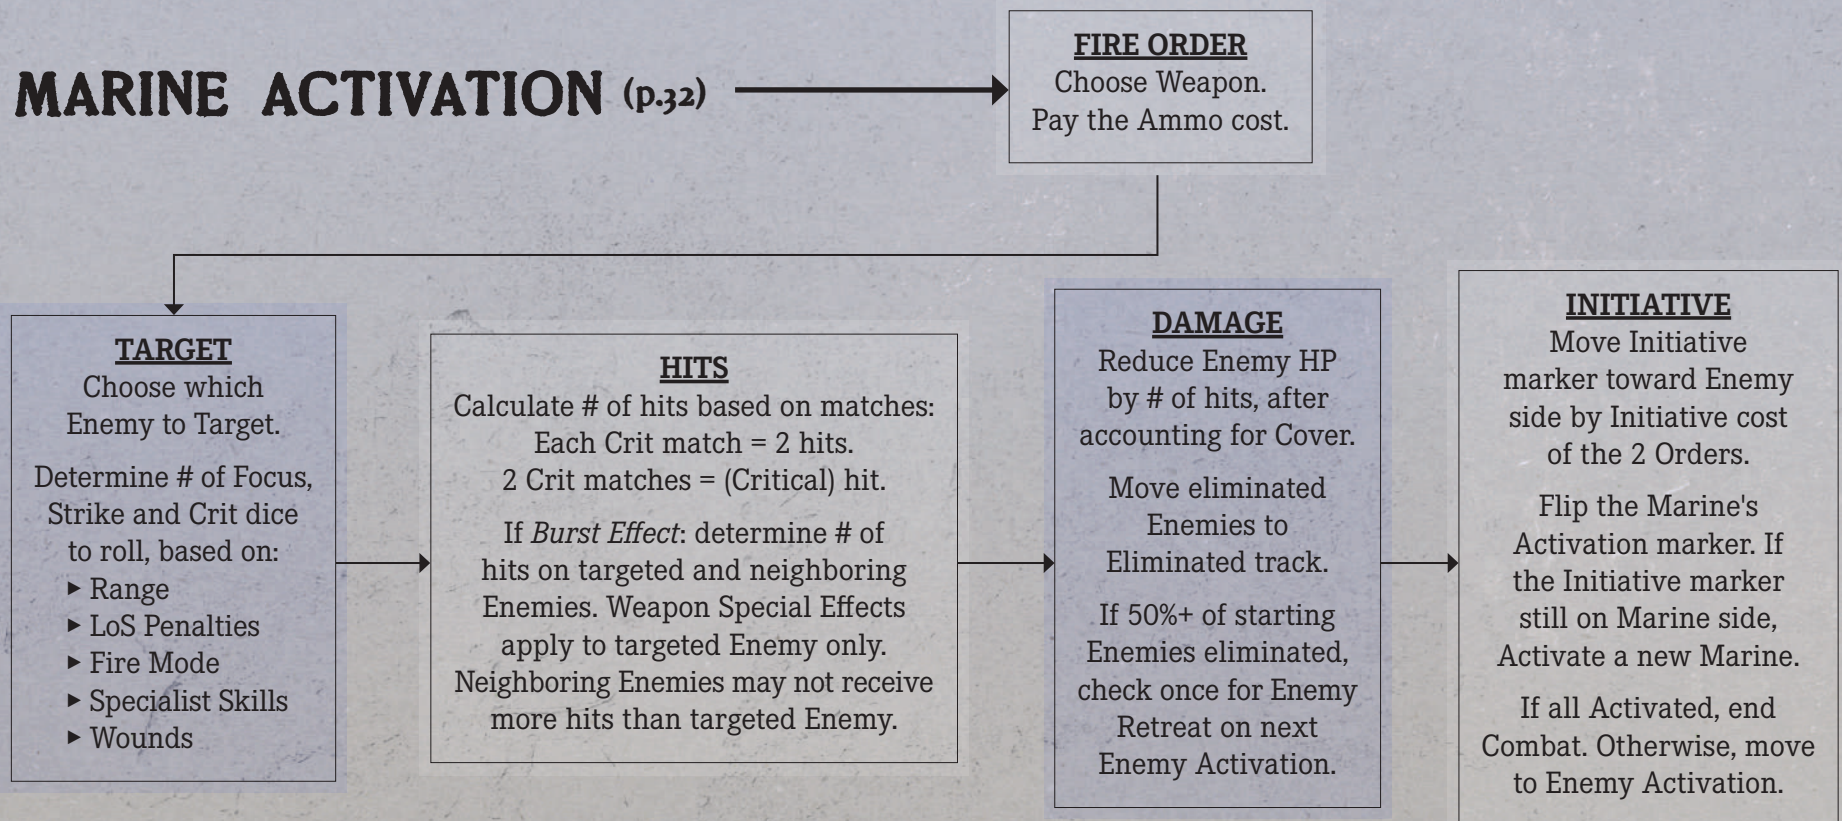 MARINE ACTIVATION (p.32)
FIRE ORDER
Choose Weapon.
Pay the Ammo cost.
TARGET
Choose which
Enemy to Target.
Determine # of Focus,
Strike and Crit dice
to roll, based on:
▶ Range
▶ LoS Penalties
▶ Fire Mode
▶ Specialist Skills
▶ Wounds
HITS
Calculate # of hits based on matches:
Each Crit match = 2 hits.
2 Crit matches = (Critical) hit.
If Burst Effect: determine # of
hits on targeted and neighboring
Enemies. Weapon Special Effects
apply to targeted Enemy only.
Neighboring Enemies may not receive
more hits than targeted Enemy.
DAMAGE
Reduce Enemy HP
by # of hits, after
accounting for Cover.
Move eliminated
Enemies to
Eliminated track.
If 50%+ of starting
Enemies eliminated,
check once for Enemy
Retreat on next
Enemy Activation.
INITIATIVE
Move Initiative
marker toward Enemy
side by Initiative cost
of the 2 Orders.
Flip the Marine's
Activation marker. If
the Initiative marker
still on Marine side,
Activate a new Marine.
If all Activated, end
Combat. Otherwise, move
to Enemy Activation.